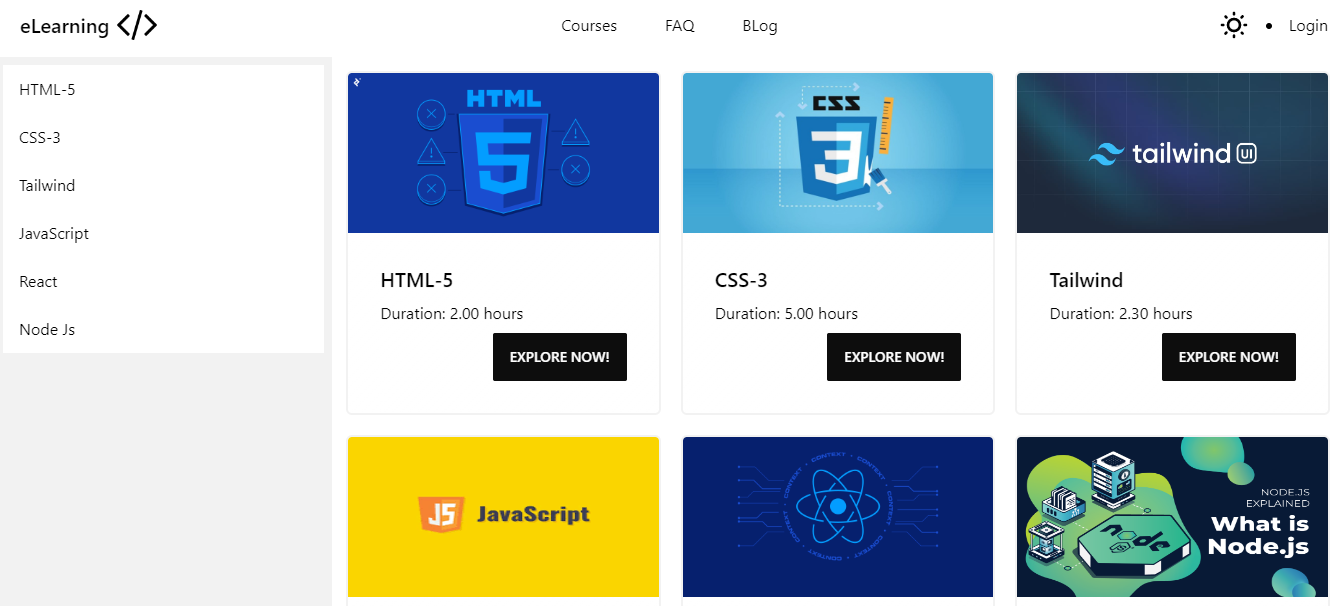 eLearning </>
Courses
FAQ
BLog
Login
HTML-5
CSS-3
Tailwind
JavaScript
React
Node Js
HTML
5
HTML-5
Duration: 2.00 hours
EXPLORE NOW!
CSS
3
CSS-3
Duration: 5.00 hours
EXPLORE NOW!
tailwind UI
Tailwind
Duration: 2.30 hours
EXPLORE NOW!
JS JavaScript
CONTEXT • CONTEXT • CONTEXT • CONTEXT
CONTEXT
NODE.JS
EXPLAINED
What is
Node.js
node